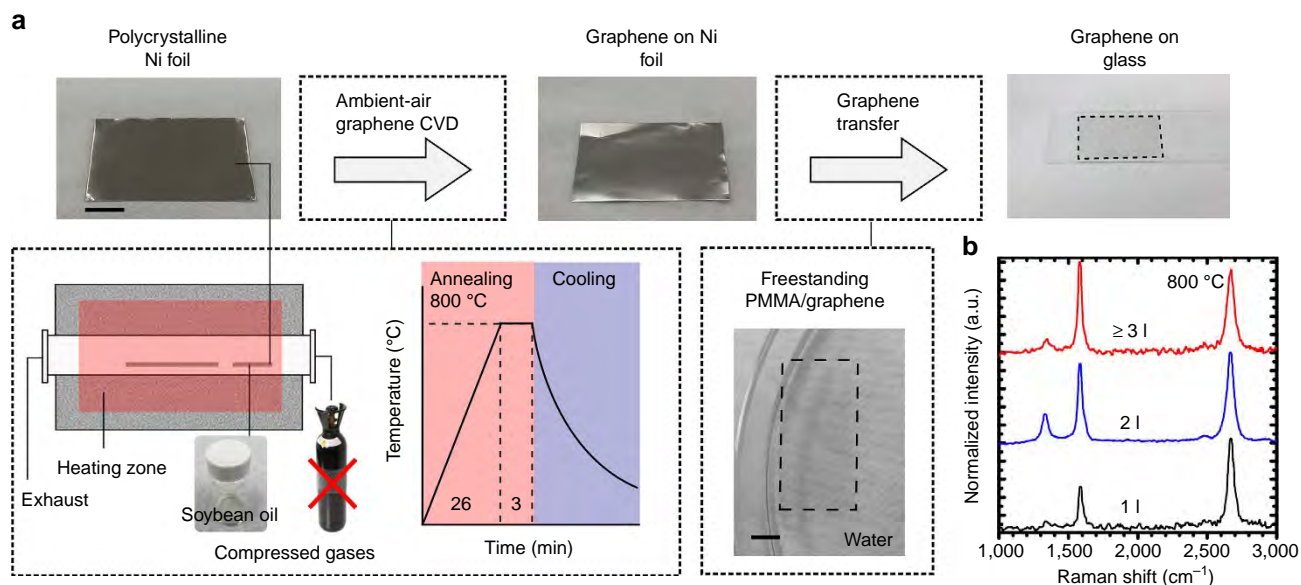 a
Polycrystalline
Ni foil
Ambient-air
graphene CVD
Graphene on Ni
foil
Graphene
transfer
Graphene on
glass
Heating zone
Exhaust
Soybean oil
Compressed gases
Temperature (°C)
Annealing
800 °C
Cooling
26
3
Time (min)
Freestanding
PMMA/graphene
Water
b
Normalized intensity (a.u.)
800 °C
≥ 3 l
2 l
1 l
1,000
1,500
2,000
2,500
3,000
Raman shift (cm⁻¹)